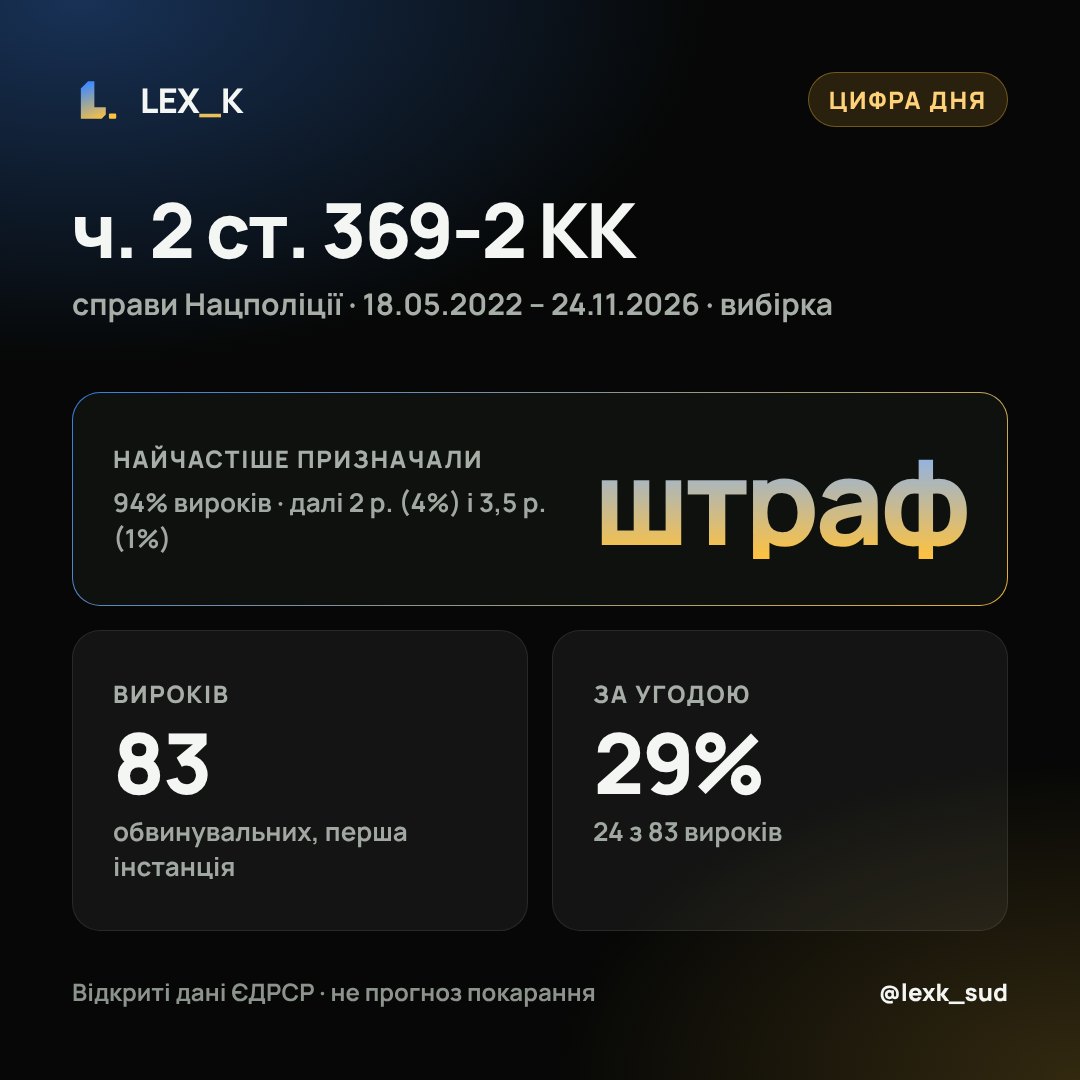 LEX_K
ЦИФРА ДНЯ
ч. 2 ст. 369-2 КК
справи Нацполіції · 18.05.2022 – 24.11.2026 · вибірка
НАЙЧАСТІШЕ ПРИЗНАЧАЛИ
94% вироків · далі 2 р. (4%) і 3,5 р.
(1%)
штраф
ВИРОКІВ
83
обвинувальних, перша
інстанція
ЗА УГОДОЮ
29%
24 з 83 вироків
Відкриті дані ЄДРСР · не прогноз покарання
@lexk_sud